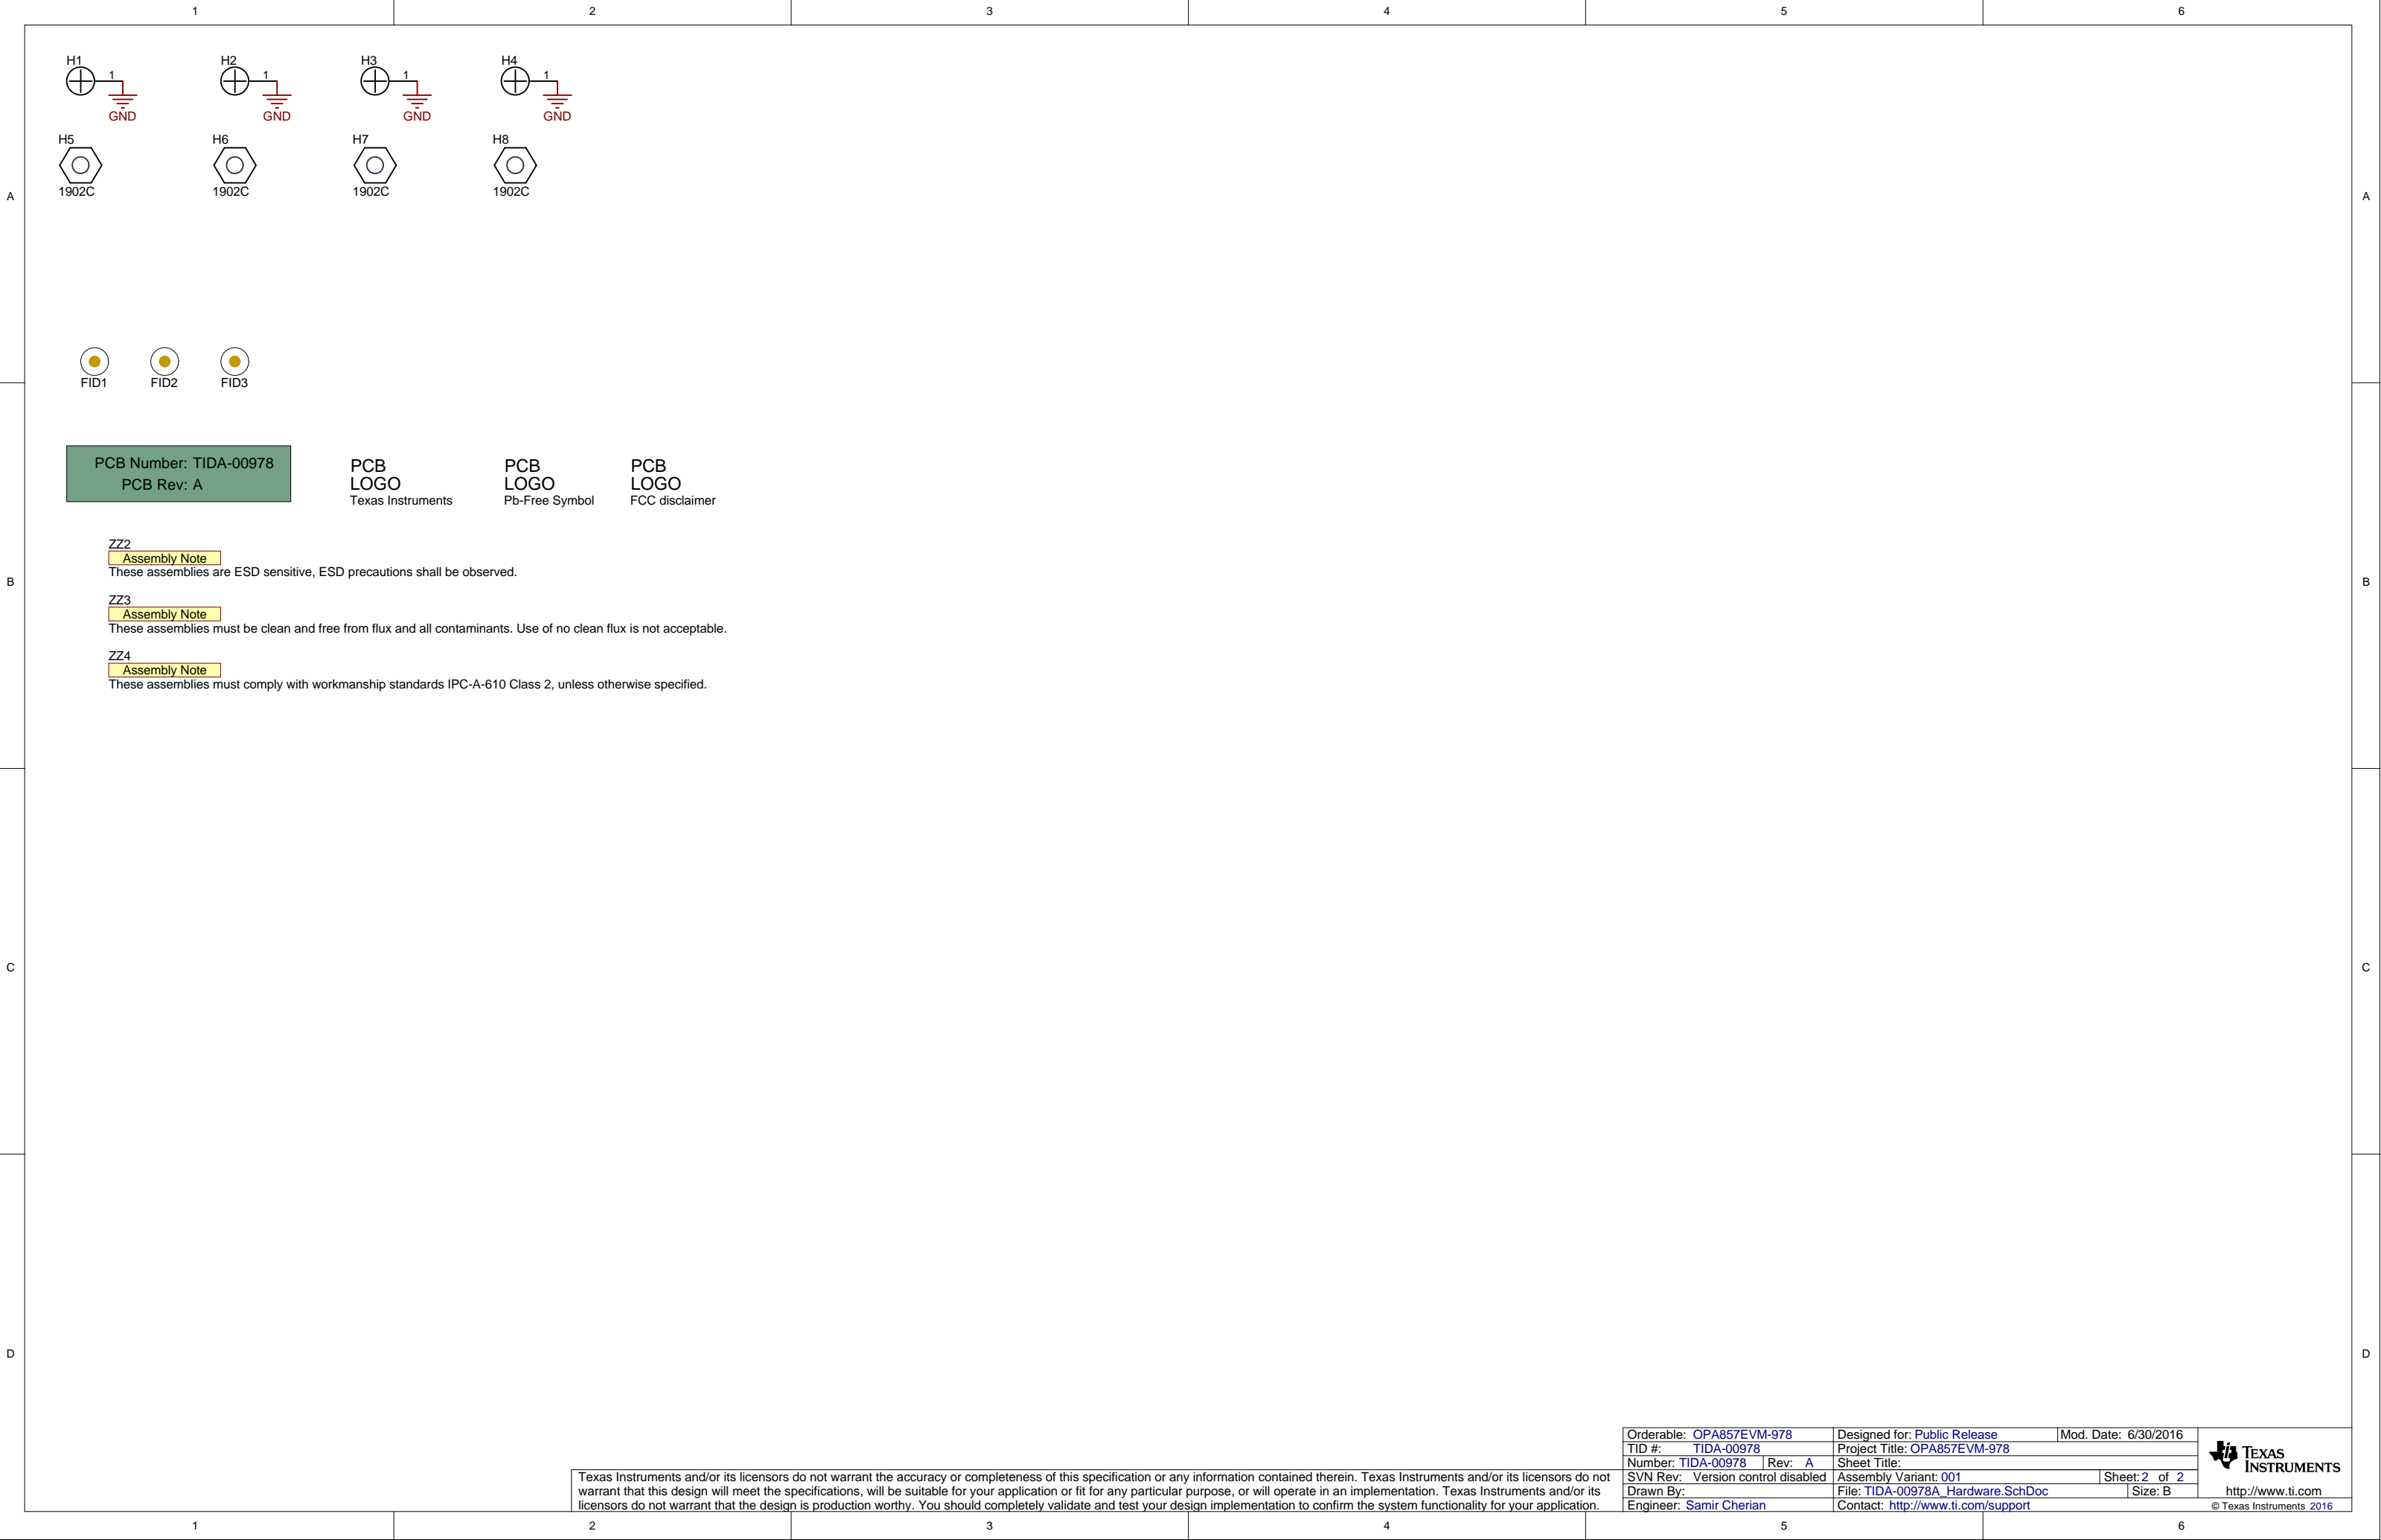 1 2 3 4 5 6
H1 H2 H3 H4
1 1 1 1
GND GND GND GND
H5 H6 H7 H8
1902C 1902C 1902C 1902C
A A
FID1 FID2 FID3
PCB Number: TIDA-00978
PCB Rev: A
PCB PCB PCB
LOGO LOGO LOGO
Texas Instruments Pb-Free Symbol FCC disclaimer
ZZ2
Assembly Note
These assemblies are ESD sensitive, ESD precautions shall be observed.
B B
ZZ3
Assembly Note
These assemblies must be clean and free from flux and all contaminants. Use of no clean flux is not acceptable.
ZZ4
Assembly Note
These assemblies must comply with workmanship standards IPC-A-610 Class 2, unless otherwise specified.
C C
D D
Texas Instruments and/or its licensors do not warrant the accuracy or completeness of this specification or any information contained therein. Texas Instruments and/or its licensors do not
warrant that this design will meet the specifications, will be suitable for your application or fit for any particular purpose, or will operate in an implementation. Texas Instruments and/or its
licensors do not warrant that the design is production worthy. You should completely validate and test your design implementation to confirm the system functionality for your application.
Orderable: OPA857EVM-978 Designed for: Public Release Mod. Date: 6/30/2016
TID #: TIDA-00978 Project Title: OPA857EVM-978
Number: TIDA-00978 Rev: A Sheet Title:
SVN Rev: Version control disabled Assembly Variant: 001 Sheet: 2 of 2
Drawn By: File: TIDA-00978A_Hardware.SchDoc Size: B
Engineer: Samir Cherian Contact: http://www.ti.com/support
TEXAS
INSTRUMENTS
http://www.ti.com
© Texas Instruments 2016
1 2 3 4 5 6